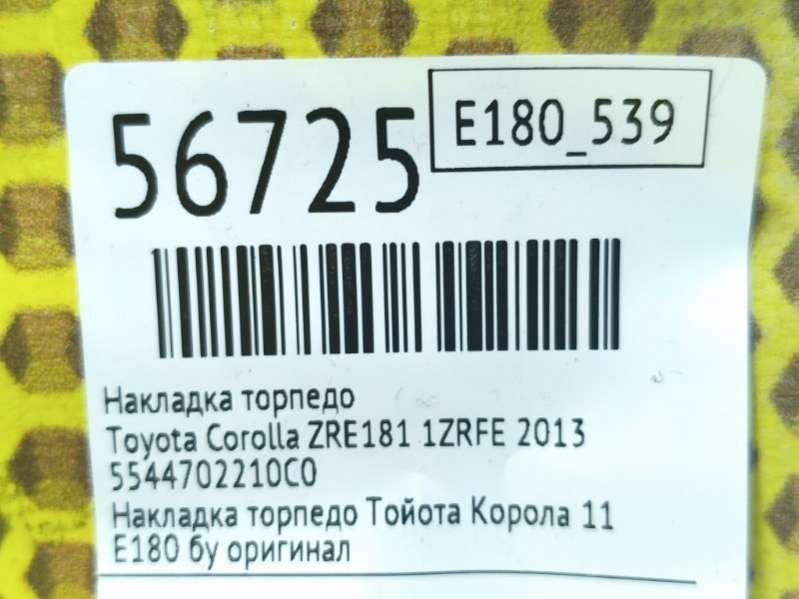 56725
E180_539
Накладка торпедо
Toyota Corolla ZRE181 1ZRFE 2013
5544702210C0
Накладка торпедо Тойота Корола 11
E180 бу оригинал